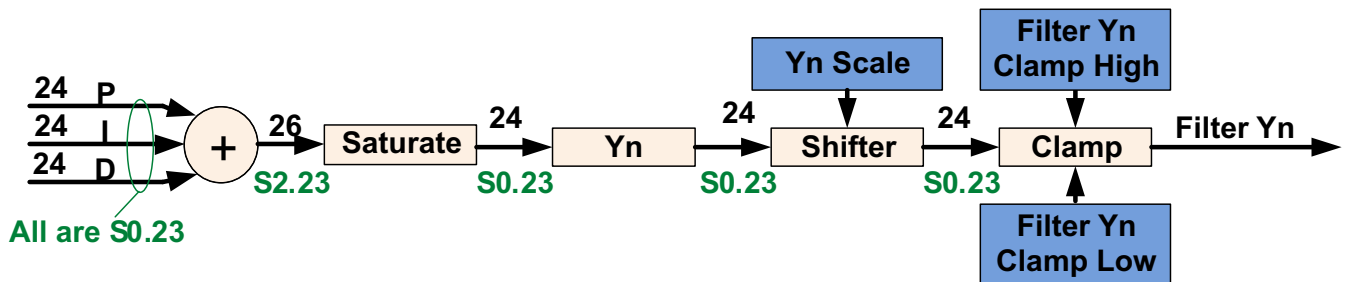 Filter Yn
Clamp High
Yn Scale
24 P
24 I
24 D
+
26
S2.23
Saturate
24
S0.23
Yn
24
S0.23
Shifter
24
S0.23
Clamp
Filter Yn
All are S0.23
Filter Yn
Clamp Low